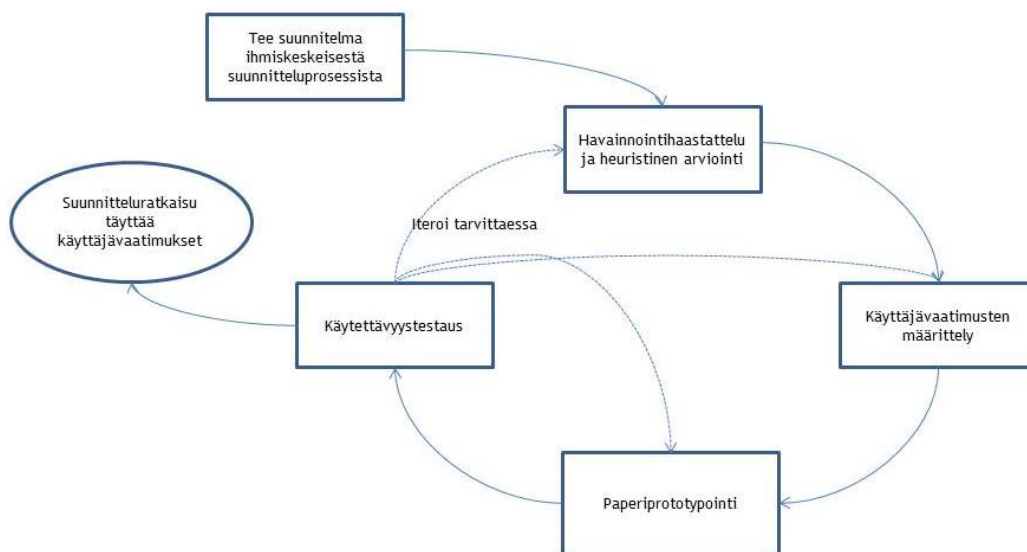 Tee suunnitelma
ihmiskeskeisestä
suunnitteluprosessista
Havainnointihaastattelu
ja heuristinen arviointi
Suunnitteluratkaisu
täyttää
käyttäjävaatimukset
Iteroi tarvittaessa
Käytettävyystestaus
Käyttäjävaatimusten
määrittely
Paperiprototypointi